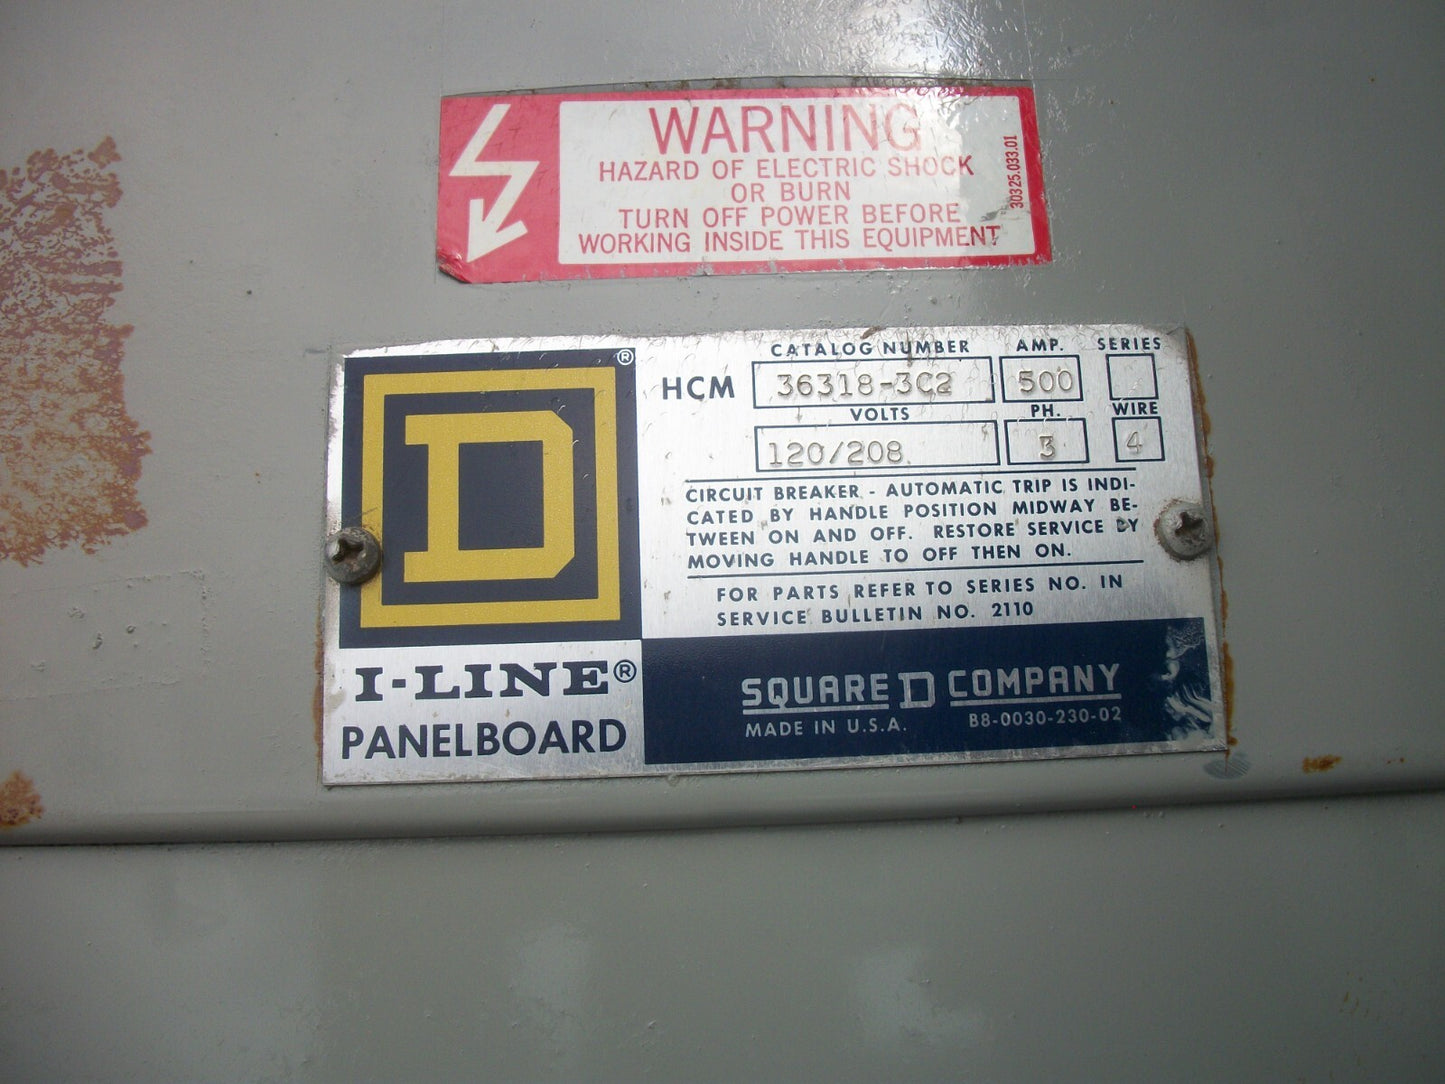 WARNING
HAZARD OF ELECTRIC SHOCK
OR BURN
TURN OFF POWER BEFORE
WORKING INSIDE THIS EQUIPMENT
30325.033.01
D ®
I-LINE®
PANELBOARD
CATALOG NUMBER AMP. SERIES
HCM 36318-3C2 500
VOLTS PH. WIRE
120/208 3 4
CIRCUIT BREAKER - AUTOMATIC TRIP IS INDI-
CATED BY HANDLE POSITION MIDWAY BE-
TWEEN ON AND OFF. RESTORE SERVICE BY
MOVING HANDLE TO OFF THEN ON.
FOR PARTS REFER TO SERIES NO. IN
SERVICE BULLETIN NO. 2110
SQUARE D COMPANY
MADE IN U.S.A. B8-0030-230-02